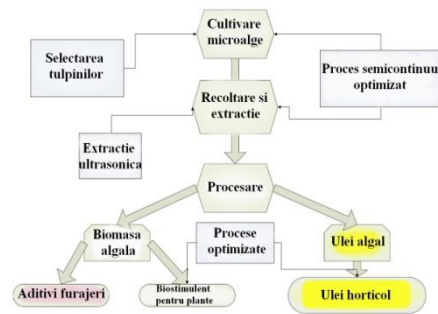 Cultivare
microalge
Selectarea
tulpinilor
Proces semicontinuu
optimizat
Recoltare si
extractie
Extractie
ultrasonica
Procesare
Biomasa
algala
Procese
optimizate
Ulei algal
Aditivi furajeri
Biostimulent
pentru plante
Ulei horticol